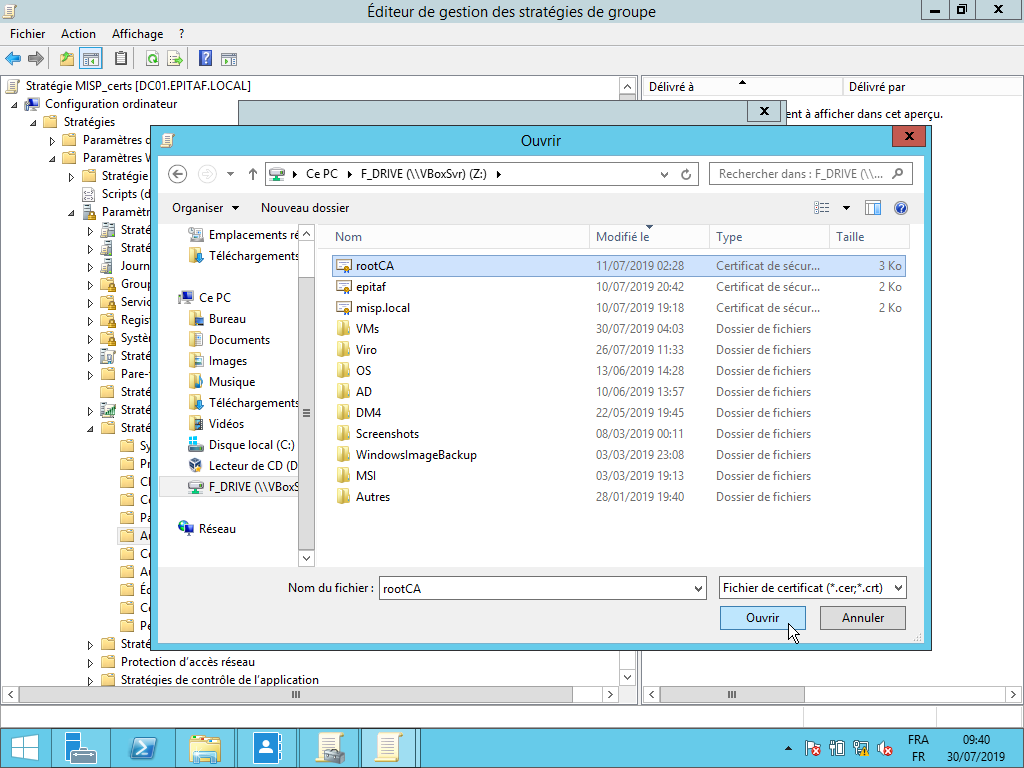 Éditeur de gestion des stratégies de groupe
Fichier Action Affichage ?
Stratégie MISP_certs [DC01.EPITAF.LOCAL]
Configuration ordinateur
Stratégies
Paramètres d
Paramètres W
Stratégie
Scripts (d
Paramètr
Straté
Straté
Journ
Group
Servic
Regist
Systèr
Straté
Pare-
Straté
Straté
Straté
Sy
Pr
Cl
Co
Pa
Au
Ce
Au
Éc
Ce
Pe
Straté
Protection d'accès réseau
Stratégies de contrôle de l'application
Délivré à Délivré par
ent à afficher dans cet aperçu.
Ouvrir
Ce PC F_DRIVE (\\VBoxSvr) (Z:)
Rechercher dans : F_DRIVE (\\...
Organiser Nouveau dossier
Emplacements ré
Téléchargements
Ce PC
Bureau
Documents
Images
Musique
Téléchargements
Vidéos
Disque local (C:)
Lecteur de CD (D
F_DRIVE (\\VBoxS
Réseau
Nom Modifié le Type Taille
rootCA 11/07/2019 02:28 Certificat de sécur... 3 Ko
epitaf 10/07/2019 20:42 Certificat de sécur... 2 Ko
misp.local 10/07/2019 19:18 Certificat de sécur... 2 Ko
VMs 30/07/2019 04:03 Dossier de fichiers
Viro 26/07/2019 11:33 Dossier de fichiers
OS 13/06/2019 14:28 Dossier de fichiers
AD 10/06/2019 13:57 Dossier de fichiers
DM4 22/05/2019 19:45 Dossier de fichiers
Screenshots 08/03/2019 00:11 Dossier de fichiers
WindowsImageBackup 03/03/2019 23:08 Dossier de fichiers
MSI 03/03/2019 19:13 Dossier de fichiers
Autres 28/01/2019 19:40 Dossier de fichiers
Nom du fichier : rootCA Fichier de certificat (*.cer;*.crt)
Ouvrir Annuler
FRA 09:40
FR 30/07/2019